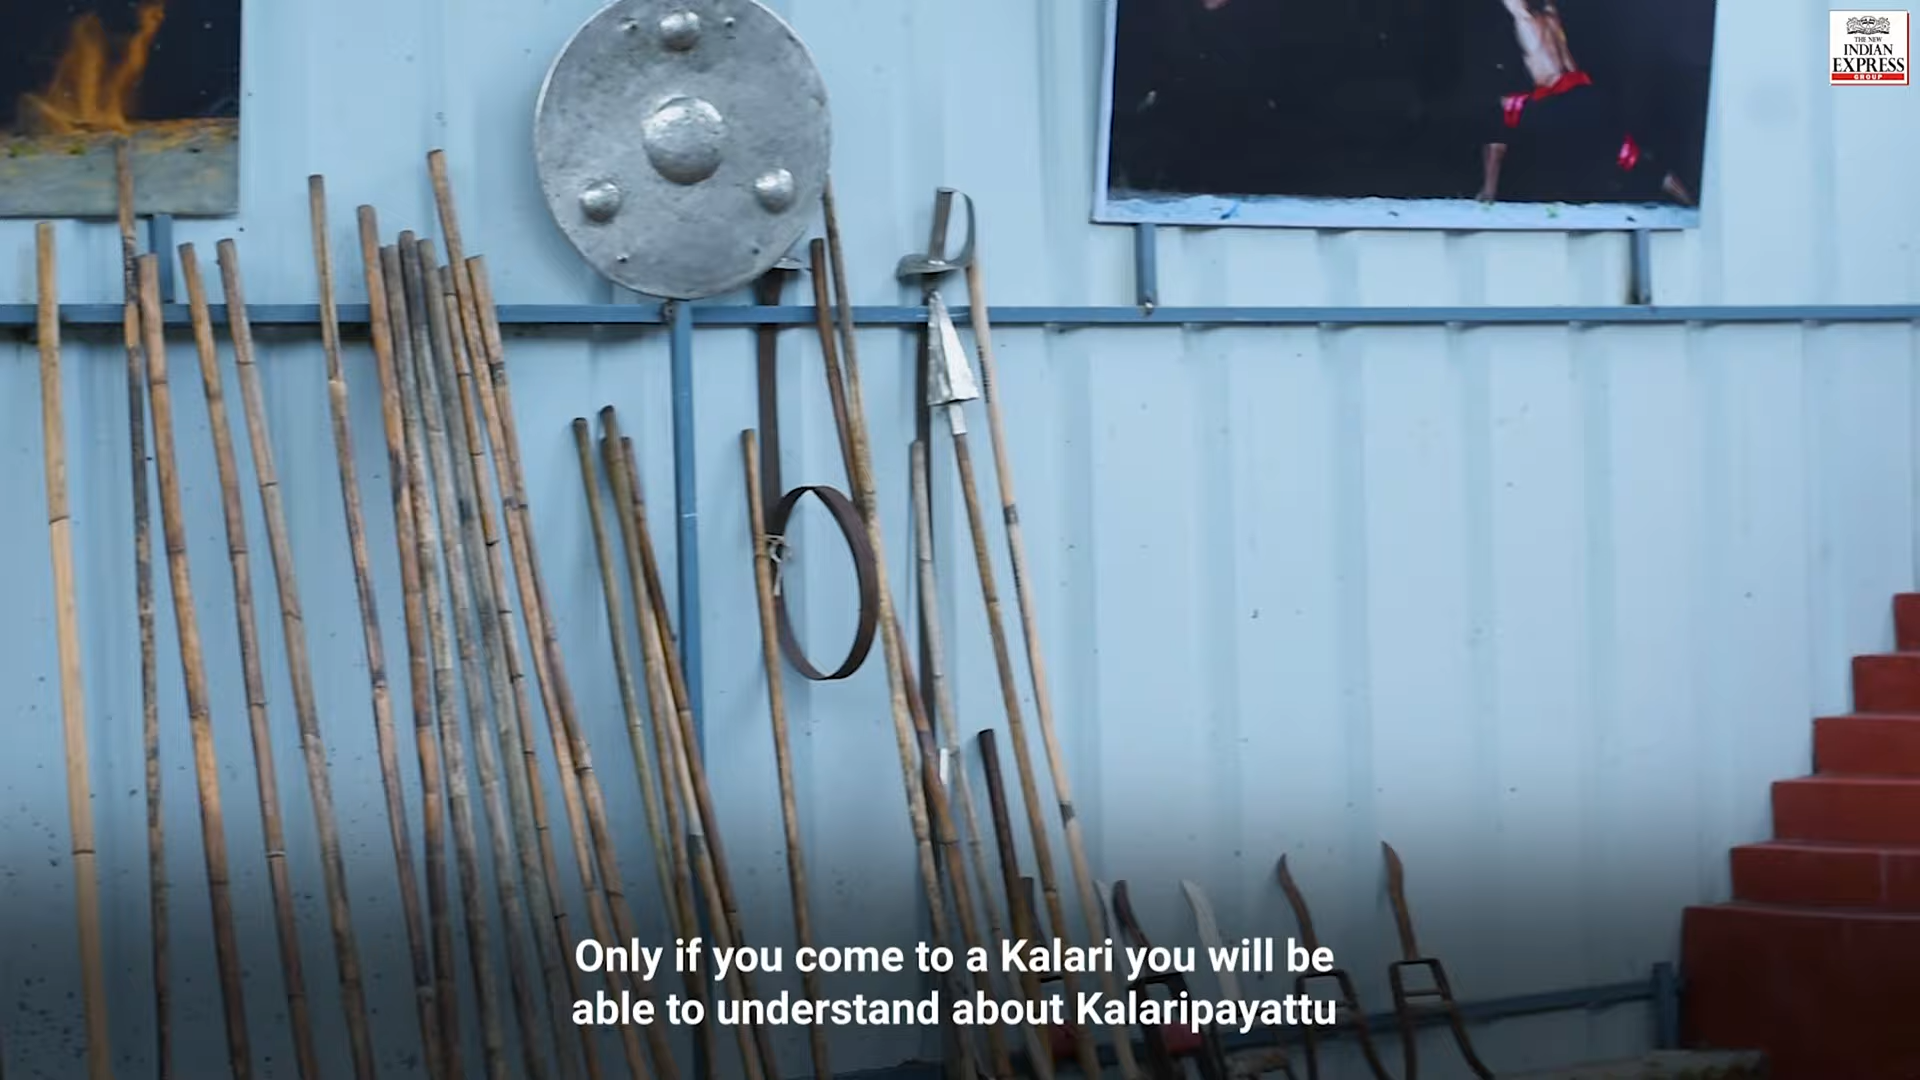 THE NEW
INDIAN
EXPRESS
GROUP
Only if you come to a Kalari you will be
able to understand about Kalaripayattu